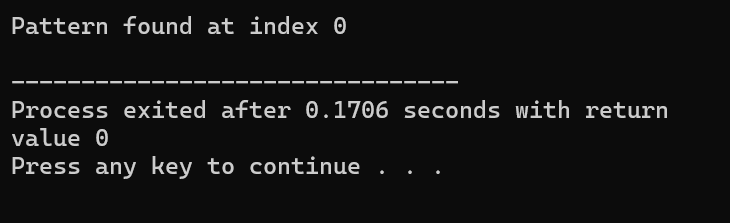 Pattern found at index 0
--------------------------------
Process exited after 0.1706 seconds with return
value 0
Press any key to continue . . .